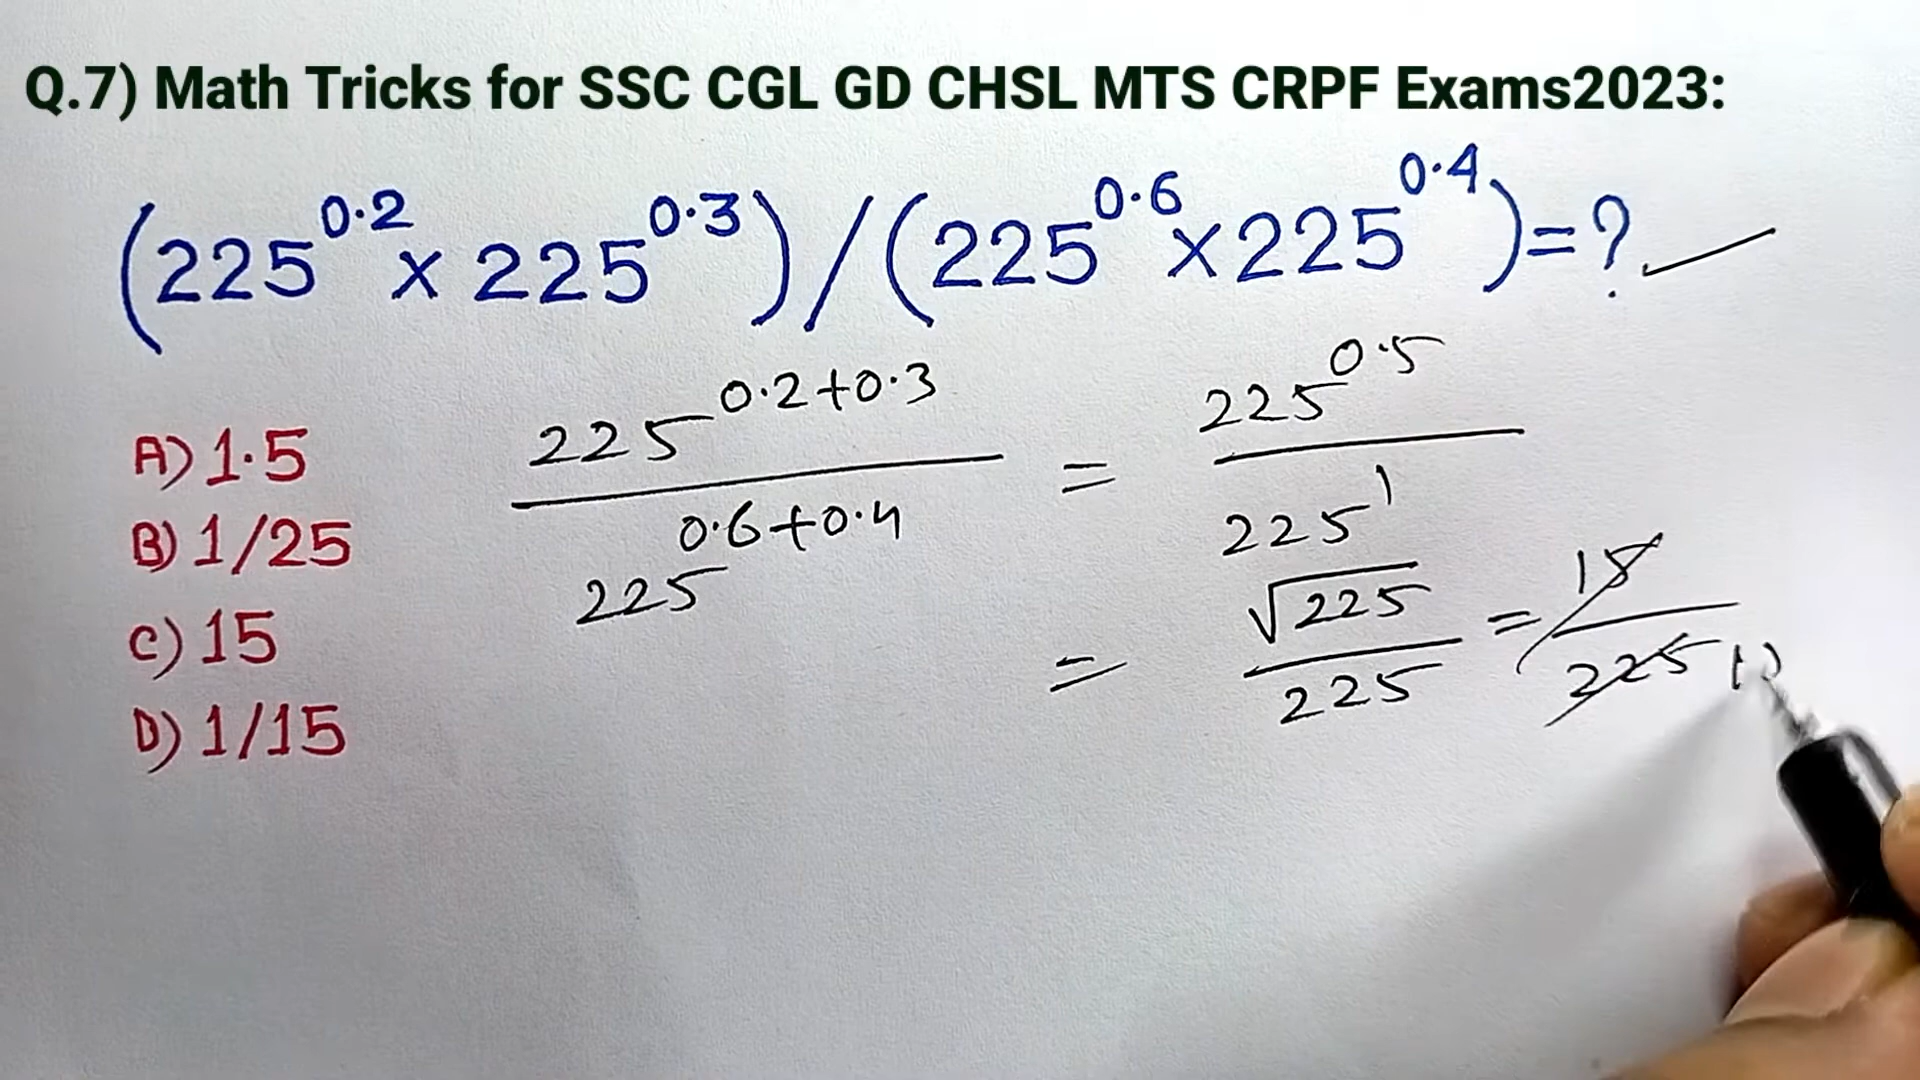 Q.7) Math Tricks for SSC CGL GD CHSL MTS CRPF Exams2023:
(225^0.2 × 225^0.3)/(225^0.6 × 225^0.4)=?
A) 1.5
B) 1/25
C) 15
D) 1/15
225^0.2+0.3 = 225^0.5
225^0.6+0.4 225^1
= √225 = 15
225 225